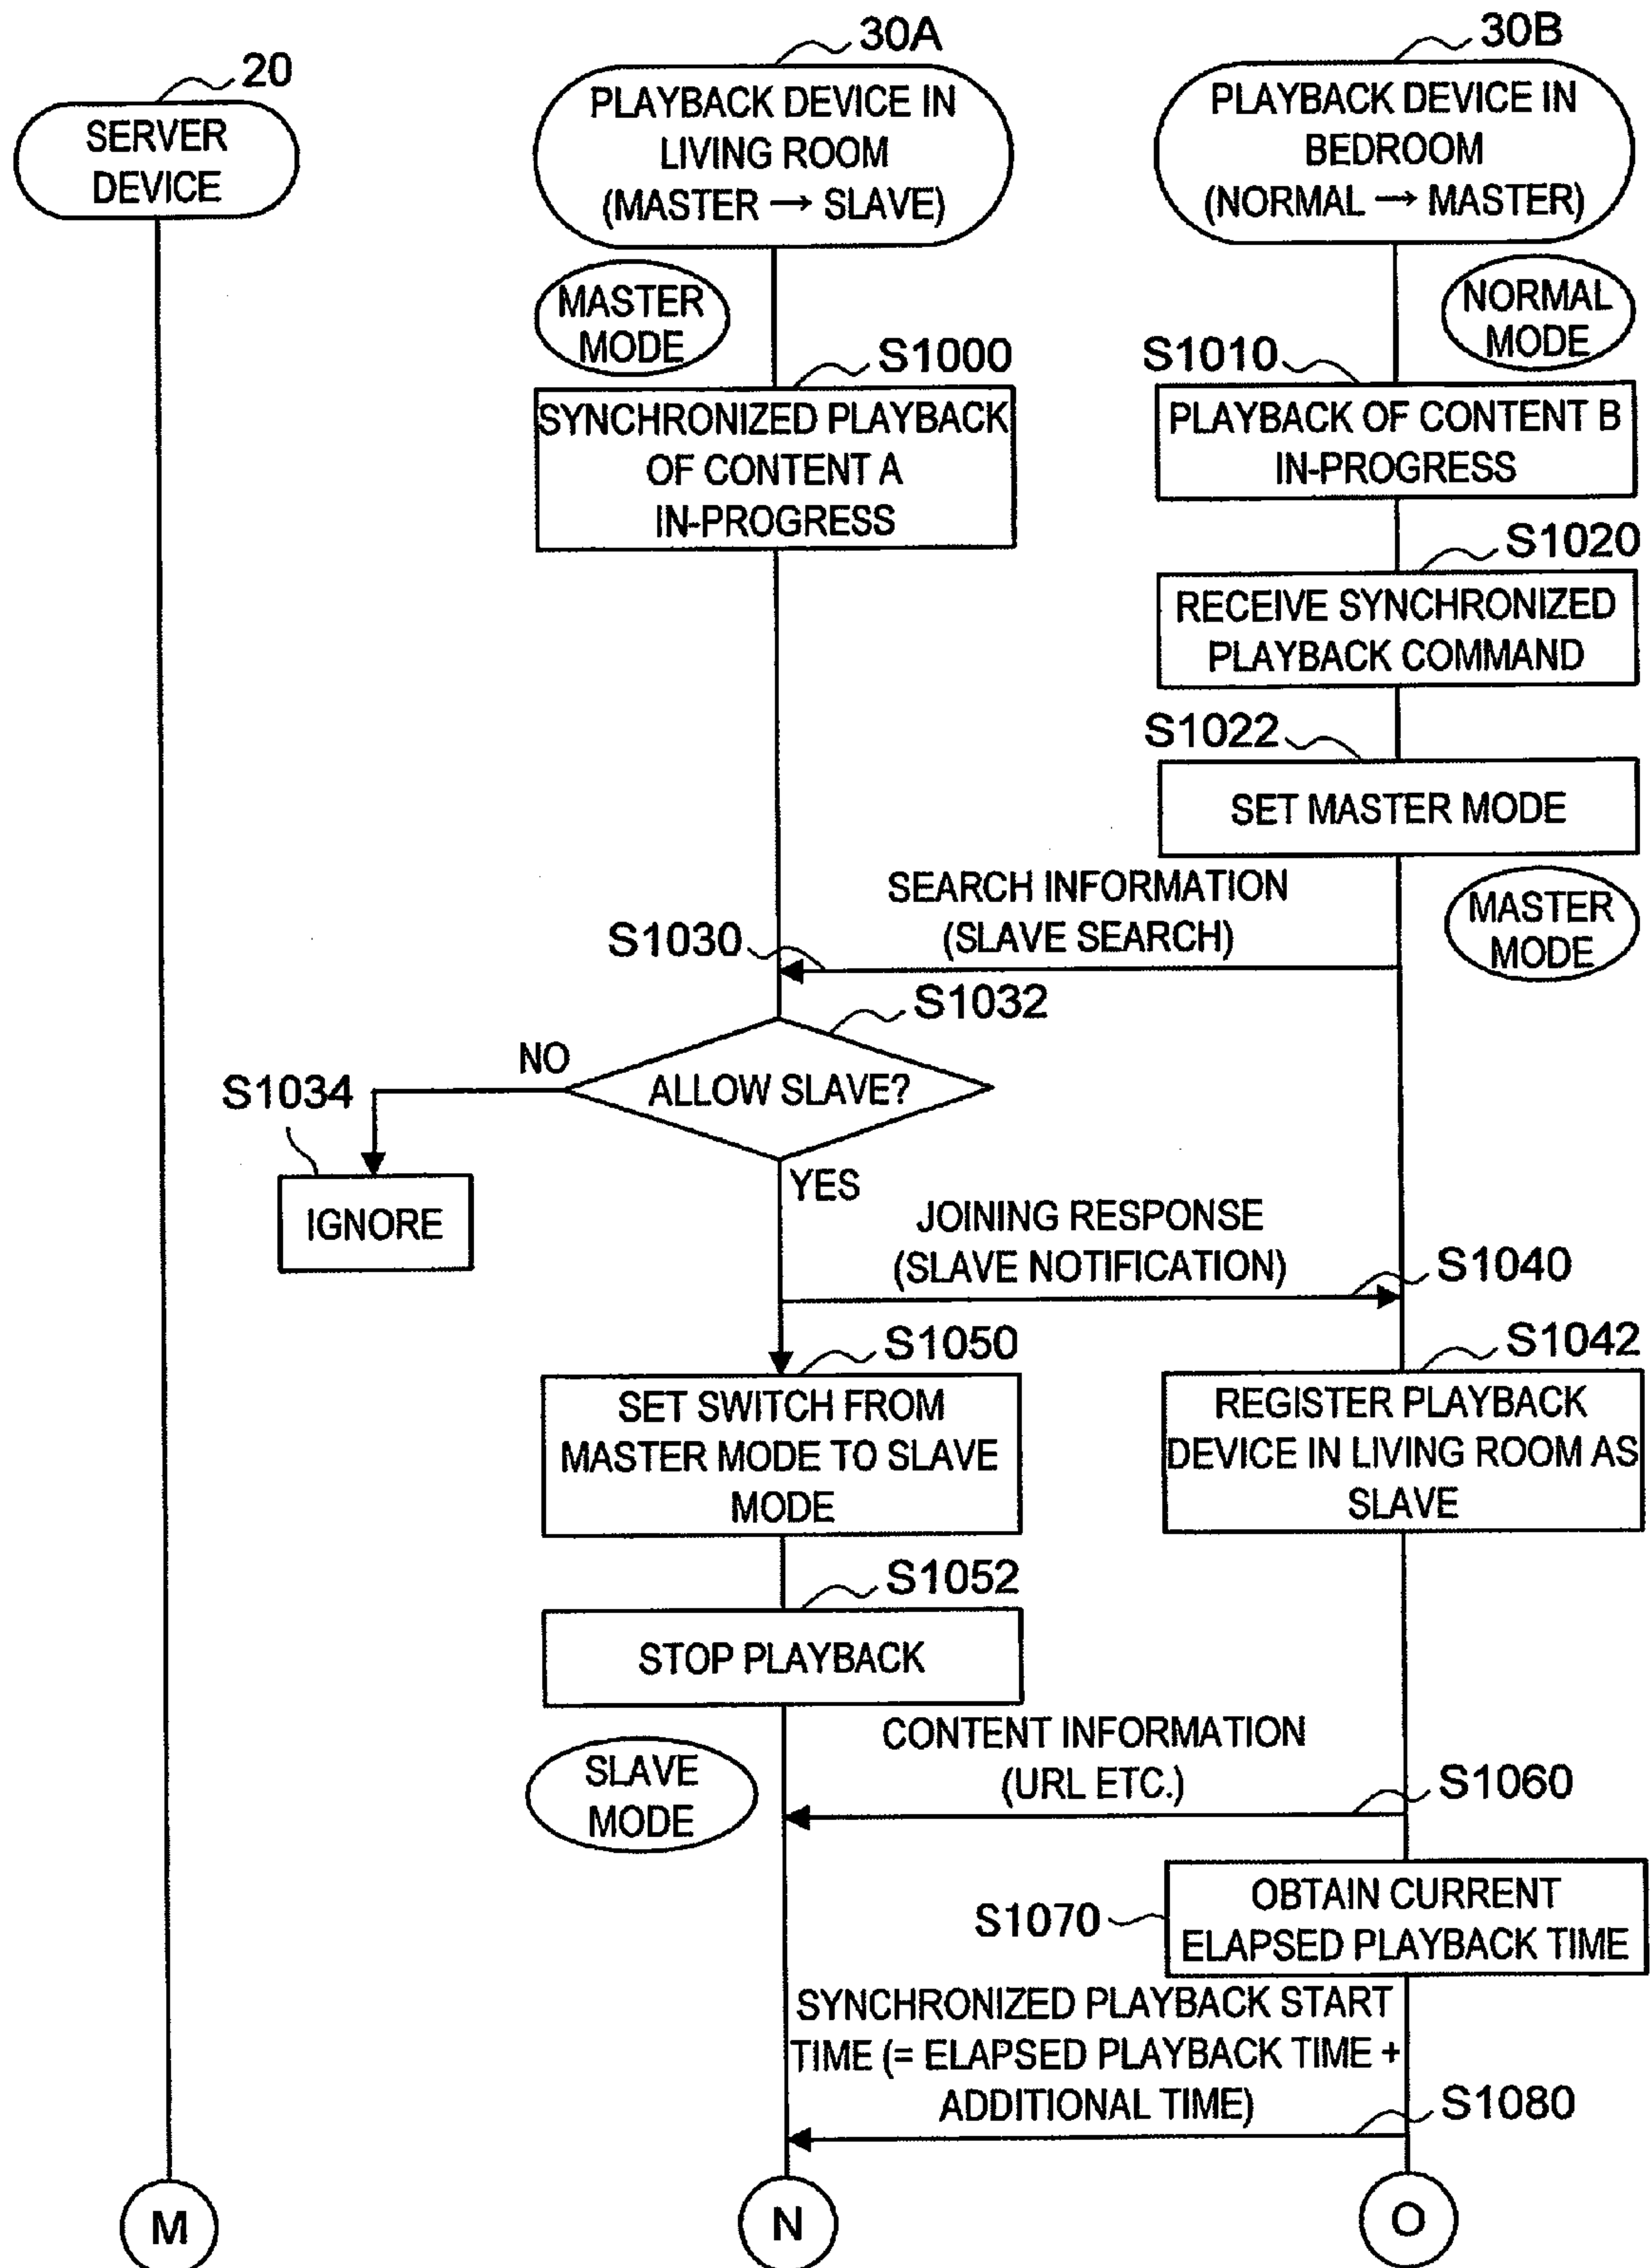 20
SERVER
DEVICE
30A
PLAYBACK DEVICE IN
LIVING ROOM
(MASTER → SLAVE)
30B
PLAYBACK DEVICE IN
BEDROOM
(NORMAL → MASTER)
MASTER
MODE
NORMAL
MODE
S1000
SYNCHRONIZED PLAYBACK
OF CONTENT A
IN-PROGRESS
S1010
PLAYBACK OF CONTENT B
IN-PROGRESS
S1020
RECEIVE SYNCHRONIZED
PLAYBACK COMMAND
S1022
SET MASTER MODE
MASTER
MODE
SEARCH INFORMATION
(SLAVE SEARCH)
S1030
S1032
ALLOW SLAVE?
NO
S1034
IGNORE
YES
JOINING RESPONSE
(SLAVE NOTIFICATION)
S1040
S1050
SET SWITCH FROM
MASTER MODE TO SLAVE
MODE
S1042
REGISTER PLAYBACK
DEVICE IN LIVING ROOM AS
SLAVE
S1052
STOP PLAYBACK
SLAVE
MODE
CONTENT INFORMATION
(URL ETC.)
S1060
S1070
OBTAIN CURRENT
ELAPSED PLAYBACK TIME
SYNCHRONIZED PLAYBACK START
TIME (= ELAPSED PLAYBACK TIME +
ADDITIONAL TIME)
S1080
M
N
O